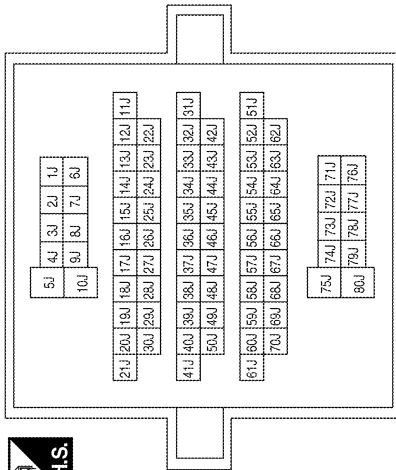 H.S.
5J 4J 3J 2J 1J
10J 9J 8J 7J 6J
21J 20J 19J 18J 17J 16J 15J 14J 13J 12J 11J
30J 29J 28J 27J 26J 25J 24J 23J 22J
41J 40J 39J 38J 37J 36J 35J 34J 33J 32J 31J
50J 49J 48J 47J 46J 45J 44J 43J 42J
61J 60J 59J 58J 57J 56J 55J 54J 53J 52J 51J
70J 69J 68J 67J 66J 65J 64J 63J 62J
75J 74J 73J 72J 71J
80J 79J 78J 77J 76J